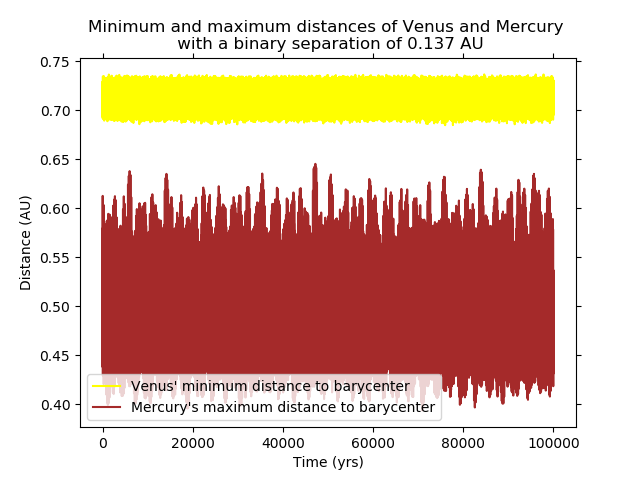 Minimum and maximum distances of Venus and Mercury
with a binary separation of 0.137 AU
0.75
0.70
0.65
0.60
0.55
0.50
0.45
0.40
Distance (AU)
Venus' minimum distance to barycenter
Mercury's maximum distance to barycenter
0 20000 40000 60000 80000 100000
Time (yrs)